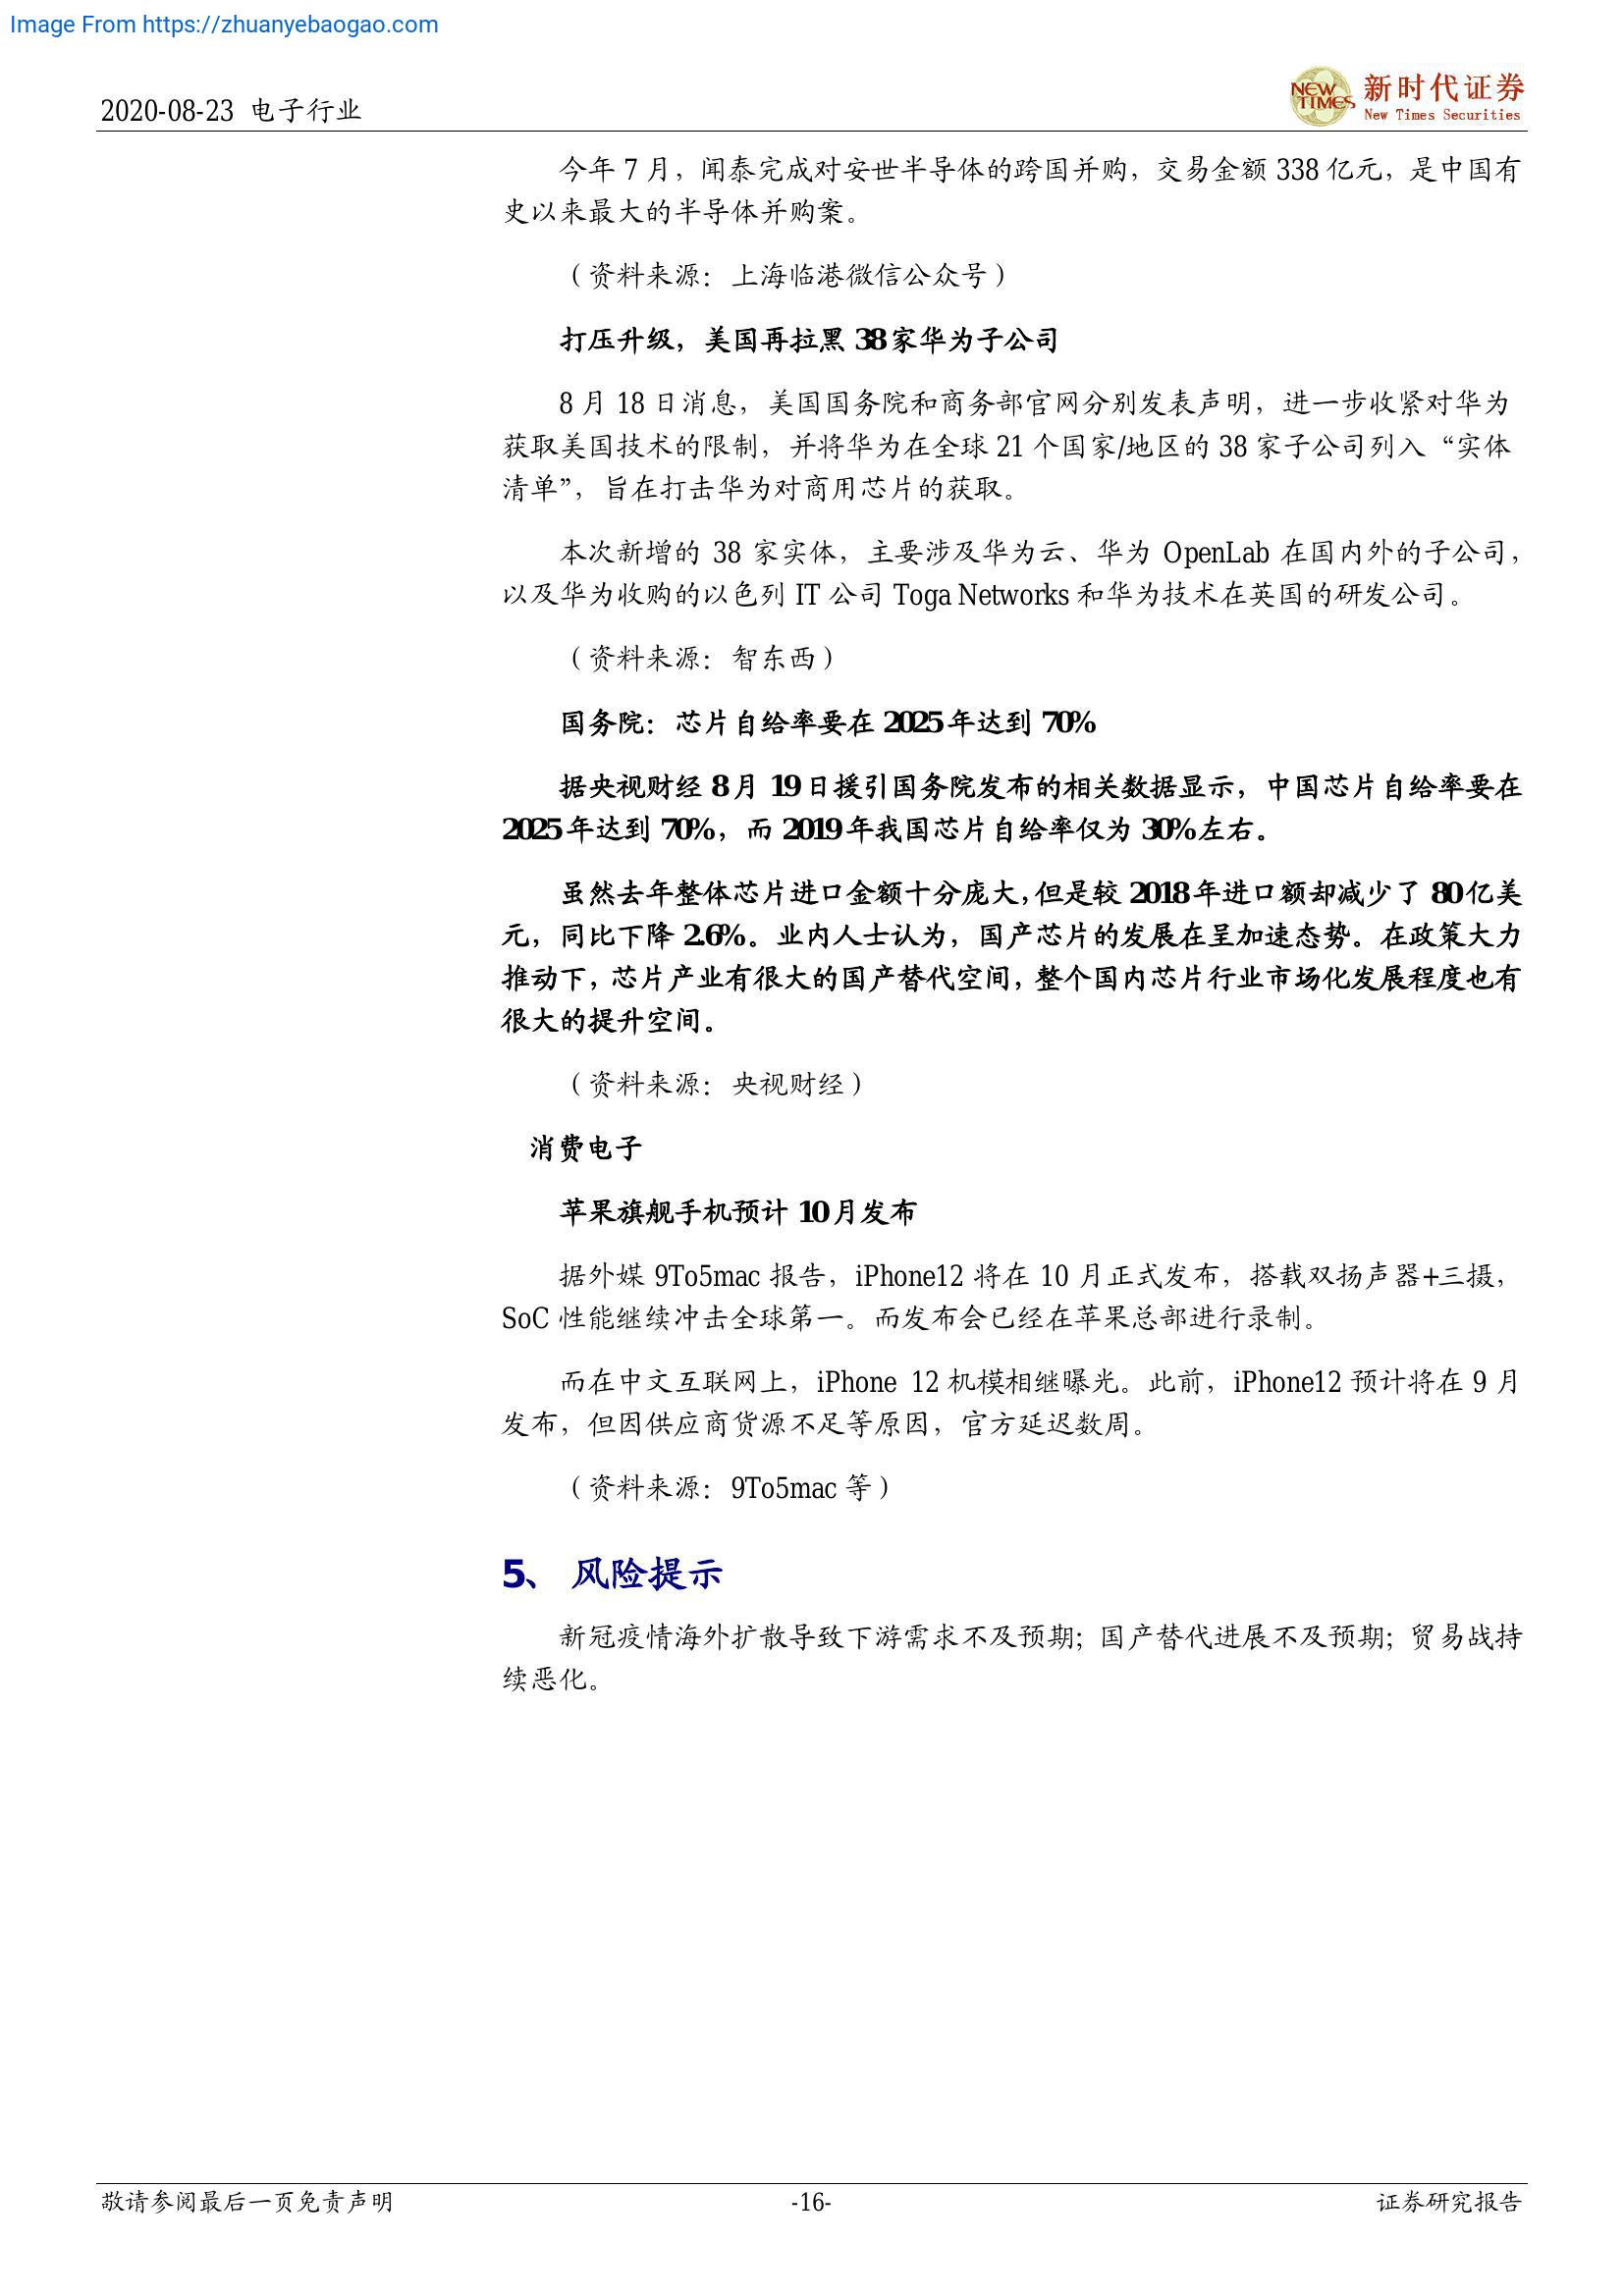 Image From https://zhuanyebaogao.com
2020-08-23 电子行业
NEW TIMES
新时代证券
New Times Securities
今年 7 月，闻泰完成对安世半导体的跨国并购，交易金额 338 亿元，是中国有
史以来最大的半导体并购案。
（资料来源：上海临港微信公众号）
打压升级，美国再拉黑 38 家华为子公司
8 月 18 日消息，美国国务院和商务部官网分别发表声明，进一步收紧对华为
获取美国技术的限制，并将华为在全球 21 个国家/地区的 38 家子公司列入“实体
清单”，旨在打击华为对商用芯片的获取。
本次新增的 38 家实体，主要涉及华为云、华为 OpenLab 在国内外的子公司，
以及华为收购的以色列 IT 公司 Toga Networks 和华为技术在英国的研发公司。
（资料来源：智东西）
国务院：芯片自给率要在 2025 年达到 70%
据央视财经 8 月 19 日援引国务院发布的相关数据显示，中国芯片自给率要在
2025 年达到 70%，而 2019 年我国芯片自给率仅为 30%左右。
虽然去年整体芯片进口金额十分庞大，但是较 2018 年进口额却减少了 80 亿美
元，同比下降 2.6%。业内人士认为，国产芯片的发展在呈加速态势。在政策大力
推动下，芯片产业有很大的国产替代空间，整个国内芯片行业市场化发展程度也有
很大的提升空间。
（资料来源：央视财经）
消费电子
苹果旗舰手机预计 10 月发布
据外媒 9To5mac 报告，iPhone12 将在 10 月正式发布，搭载双扬声器+三摄，
SoC 性能继续冲击全球第一。而发布会已经在苹果总部进行录制。
而在中文互联网上，iPhone 12 机模相继曝光。此前，iPhone12 预计将在 9 月
发布，但因供应商货源不足等原因，官方延迟数周。
（资料来源：9To5mac 等）
5、 风险提示
新冠疫情海外扩散导致下游需求不及预期；国产替代进展不及预期；贸易战持
续恶化。
敬请参阅最后一页免责声明
-16-
证券研究报告